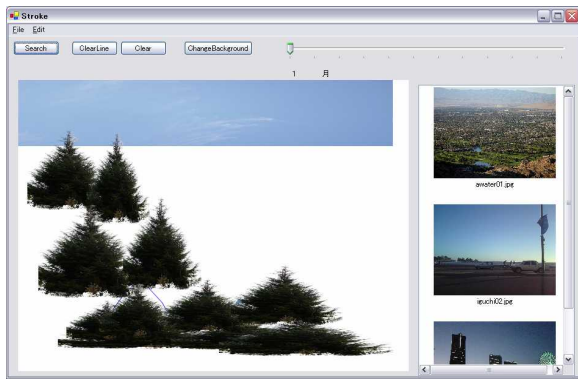 Stroke
File Edit
Search ClearLine Clear ChangeBackground
1 月
awater01.jpg
iguchi02.jpg